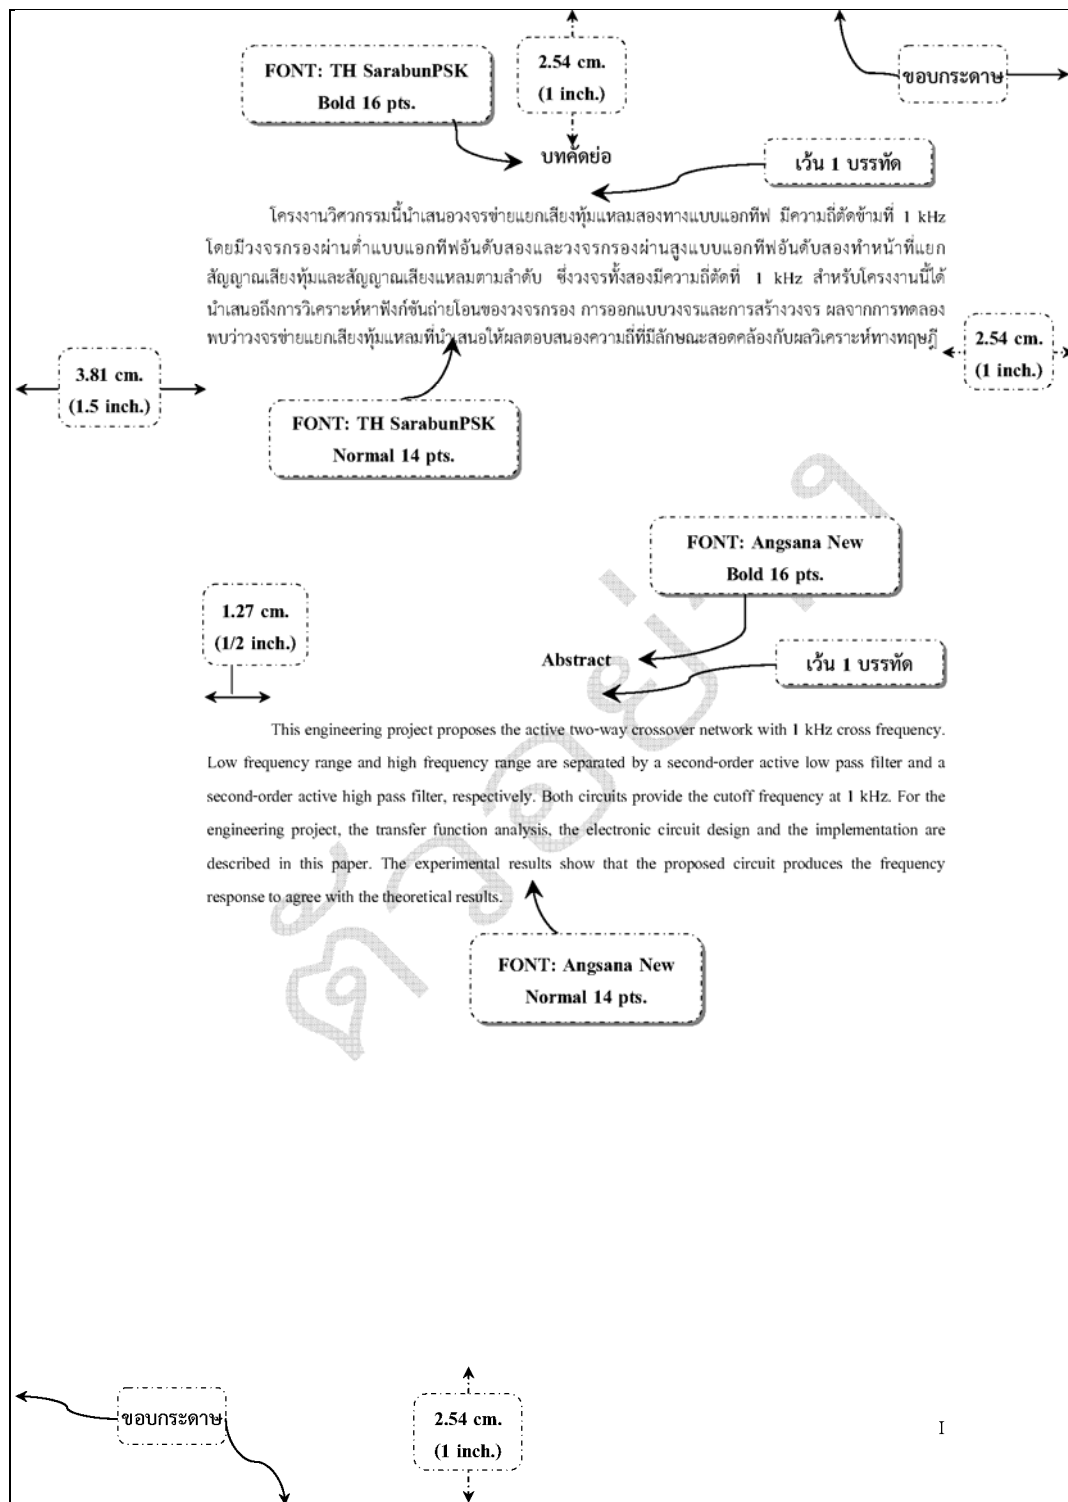 FONT: TH SarabunPSK
Bold 16 pts.
2.54 cm.
(1 inch.)
ขอบกระดาษ
บทคัดย่อ
เว้น 1 บรรทัด
โครงงานวิศวกรรมนี้นำเสนอวงจรข่ายแยกเสียงทุ้มแหลมสองทางแบบแอกทีฟ มีความถี่ตัดข้ามที่ 1 kHz
โดยมีวงจรกรองผ่านต่ำแบบแอกทีฟอันดับสองและวงจรกรองผ่านสูงแบบแอกทีฟอันดับสองทำหน้าที่แยก
สัญญาณเสียงทุ้มและสัญญาณเสียงแหลมตามลำดับ ซึ่งวงจรทั้งสองมีความถี่ตัดที่ 1 kHz สำหรับโครงงานนี้ได้
นำเสนอถึงการวิเคราะห์หาฟังก์ชันถ่ายโอนของวงจรกรอง การออกแบบวงจรและการสร้างวงจร ผลจากการทดลอง
พบว่าวงจรข่ายแยกเสียงทุ้มแหลมที่นำเสนอให้ผลตอบสนองความถี่ที่มีลักษณะสอดคล้องกับผลวิเคราะห์ทางทฤษฎี
3.81 cm.
(1.5 inch.)
2.54 cm.
(1 inch.)
FONT: TH SarabunPSK
Normal 14 pts.
FONT: Angsana New
Bold 16 pts.
1.27 cm.
(1/2 inch.)
Abstract
เว้น 1 บรรทัด
This engineering project proposes the active two-way crossover network with 1 kHz cross frequency.
Low frequency range and high frequency range are separated by a second-order active low pass filter and a
second-order active high pass filter, respectively. Both circuits provide the cutoff frequency at 1 kHz. For the
engineering project, the transfer function analysis, the electronic circuit design and the implementation are
described in this paper. The experimental results show that the proposed circuit produces the frequency
response to agree with the theoretical results.
FONT: Angsana New
Normal 14 pts.
ตัวอย่าง
ขอบกระดาษ
2.54 cm.
(1 inch.)
I